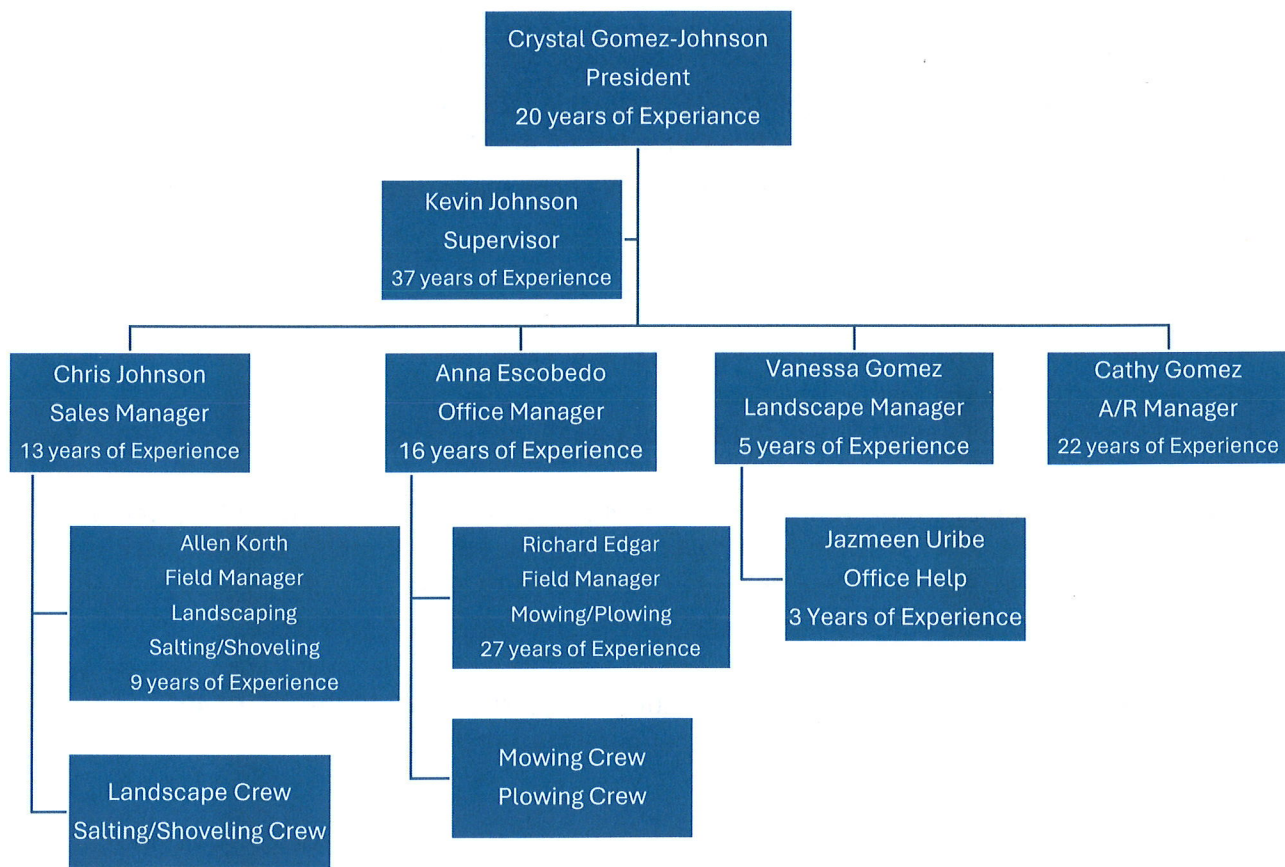 Crystal Gomez-Johnson
President
20 years of Experiance
Kevin Johnson
Supervisor
37 years of Experience
Chris Johnson
Sales Manager
13 years of Experience
Anna Escobedo
Office Manager
16 years of Experience
Vanessa Gomez
Landscape Manager
5 years of Experience
Cathy Gomez
A/R Manager
22 years of Experience
Allen Korth
Field Manager
Landscaping
Salting/Shoveling
9 years of Experience
Richard Edgar
Field Manager
Mowing/Plowing
27 years of Experience
Jazmeen Uribe
Office Help
3 Years of Experience
Landscape Crew
Salting/Shoveling Crew
Mowing Crew
Plowing Crew